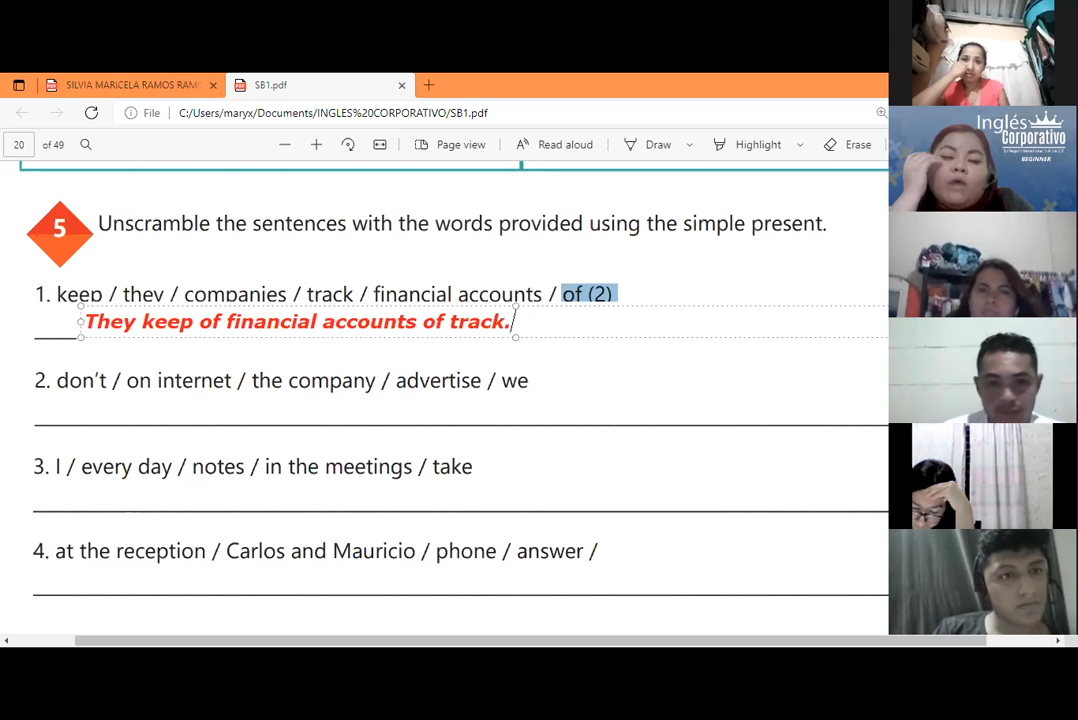 SILVIA MARICELA RAMOS RAM
SB1.pdf
File
C:/Users/maryx/Documents/INGLES%20CORPORATIVO/SB1.pdf
20
of 49
Page view
Read aloud
Draw
Highlight
Erase
5
Unscramble the sentences with the words provided using the simple present.
1. keep / they / companies / track / financial accounts / of (2)
They keep of financial accounts of track.
2. don't / on internet / the company / advertise / we
3. I / every day / notes / in the meetings / take
4. at the reception / Carlos and Mauricio / phone / answer /
Inglés
Corporativo
BEGINNER